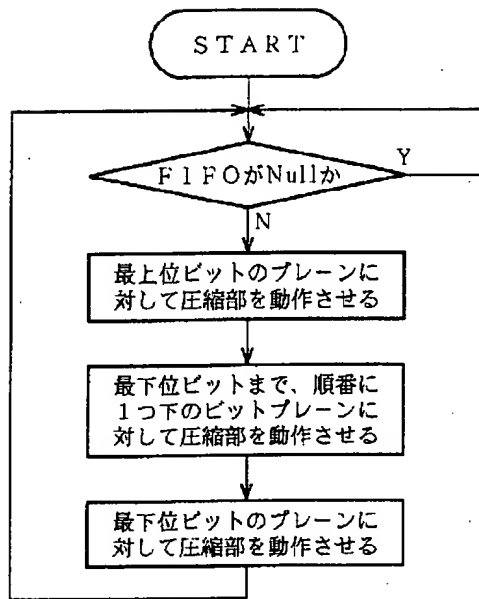 ＳＴＡＲＴ
ＦＩＦＯがNullか
Y
N
最上位ビットのプレーンに
対して圧縮部を動作させる
最下位ビットまで、順番に
１つ下のビットプレーンに
対して圧縮部を動作させる
最下位ビットのプレーンに
対して圧縮部を動作させる